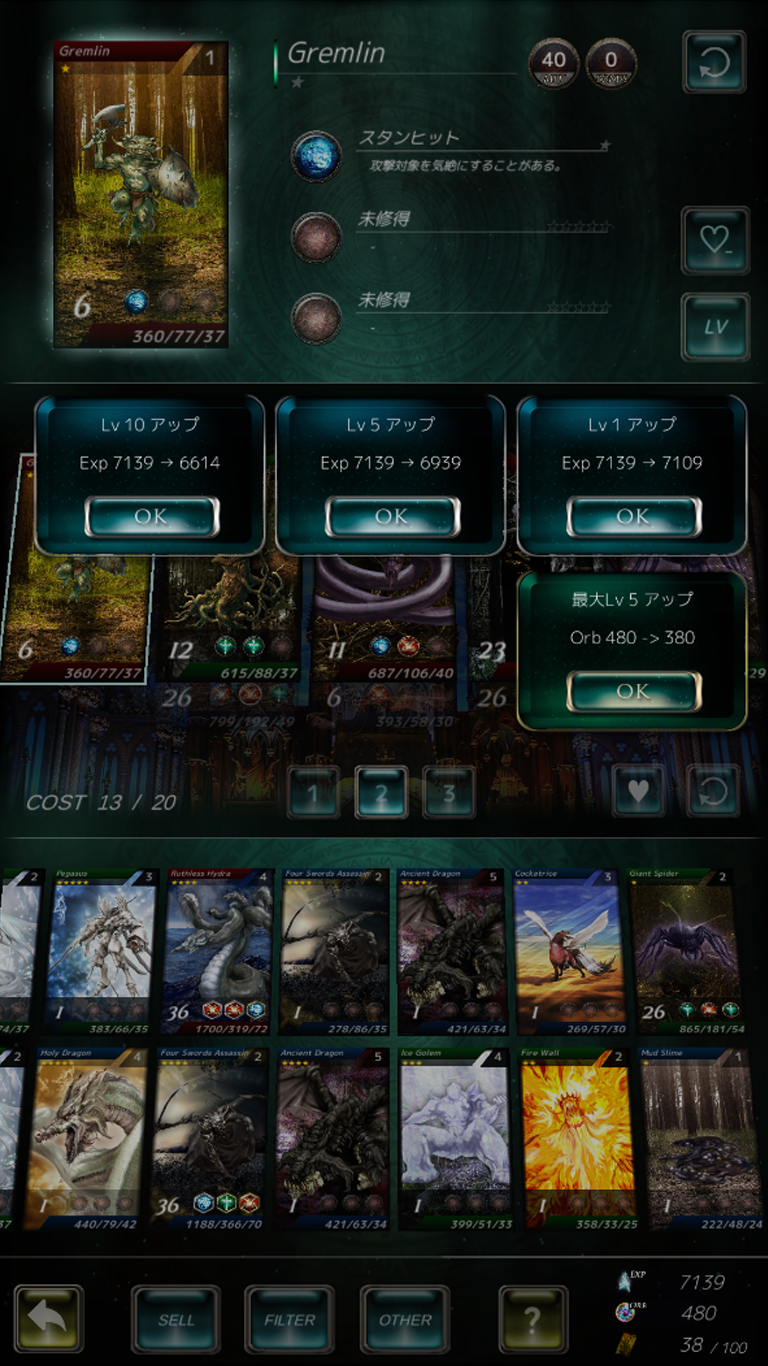 Gremlin
1
6
360/77/37
Gremlin
40
0
スタンヒット
攻撃対象を気絶にすることがある。
未修得
-
未修得
-
LV
Lv 10 アップ
Exp 7139 → 6614
OK
Lv 5 アップ
Exp 7139 → 6939
OK
Lv 1 アップ
Exp 7139 → 7109
OK
最大Lv 5 アップ
Orb 480 -> 380
OK
6
360/77/37
12
615/88/37
11
687/106/40
23
26
799/192/49
6
393/58/30
26
COST 13 / 20
1
2
3
2
Pegasus
3
1
383/66/35
Ruthless Hydra
4
36
1700/319/72
Four Swords Assassin
2
1
278/86/35
Ancient Dragon
5
1
421/63/34
Cockatrice
3
1
269/57/30
Giant Spider
2
26
865/181/54
Holy Dragon
4
1
440/79/42
Four Swords Assassin
2
36
1188/366/70
Ancient Dragon
5
1
421/63/34
Ice Golem
4
1
399/51/33
Fire Wall
2
1
358/33/25
Mud Slime
1
1
222/48/24
SELL
FILTER
OTHER
?
EXP
7139
ORB
480
38 / 100